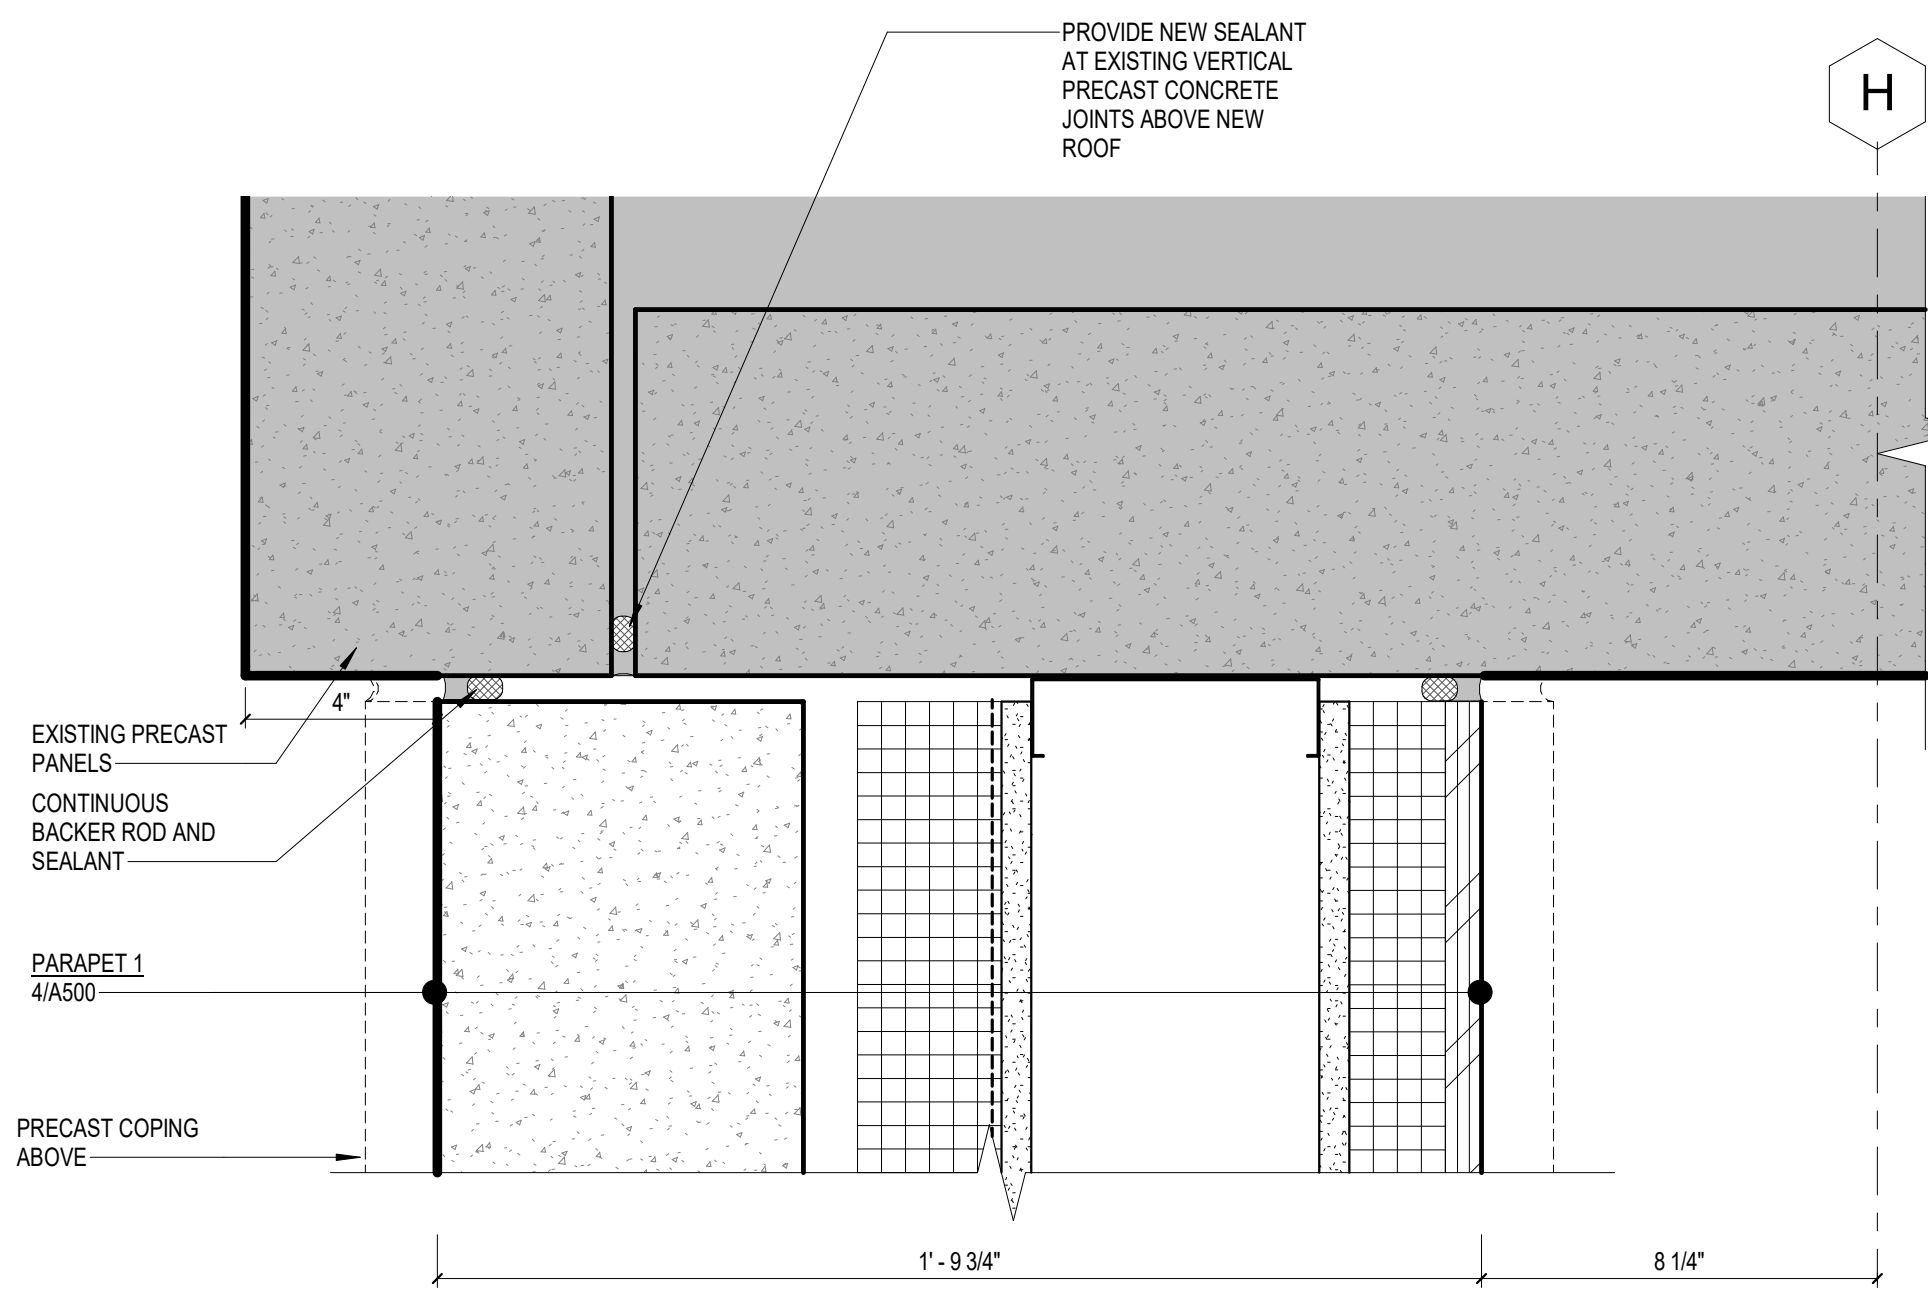 PROVIDE NEW SEALANT
AT EXISTING VERTICAL
PRECAST CONCRETE
JOINTS ABOVE NEW
ROOF
H
4"
EXISTING PRECAST
PANELS
CONTINUOUS
BACKER ROD AND
SEALANT
PARAPET 1
4/A500
PRECAST COPING
ABOVE
1' - 9 3/4"
8 1/4"